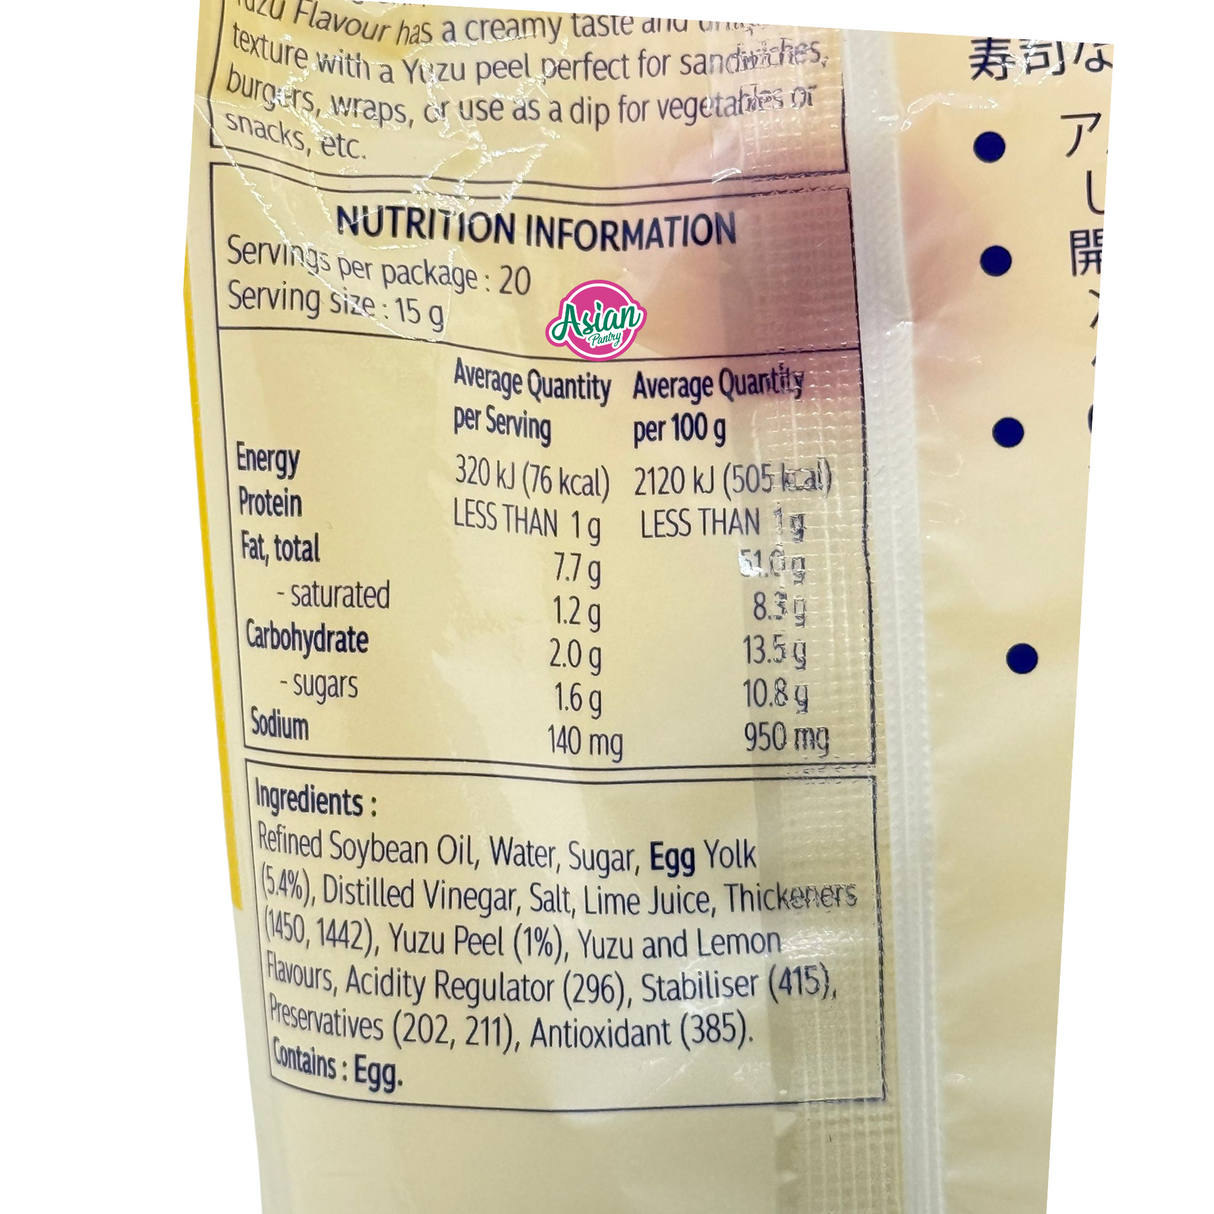 Yuzu Flavour has a creamy taste and
texture with a Yuzu peel perfect for sandwiches,
burgers, wraps, or use as a dip for vegetables or
snacks, etc.
NUTRITION INFORMATION
Servings per package : 20
Serving size : 15 g
Asian
Pantry
Average Quantity per Serving Average Quantity per 100 g
Energy 320 kJ (76 kcal) 2120 kJ (505 kcal)
Protein LESS THAN 1 g LESS THAN 1 g
Fat, total 7.7 g 51.0 g
- saturated 1.2 g 8.3 g
Carbohydrate 2.0 g 13.5 g
- sugars 1.6 g 10.8 g
Sodium 140 mg 950 mg
Ingredients :
Refined Soybean Oil, Water, Sugar, Egg Yolk
(5.4%), Distilled Vinegar, Salt, Lime Juice, Thickeners
(1450, 1442), Yuzu Peel (1%), Yuzu and Lemon
Flavours, Acidity Regulator (296), Stabiliser (415),
Preservatives (202, 211), Antioxidant (385).
Contains : Egg.
寿司な
● ア
し
● 開
●
●